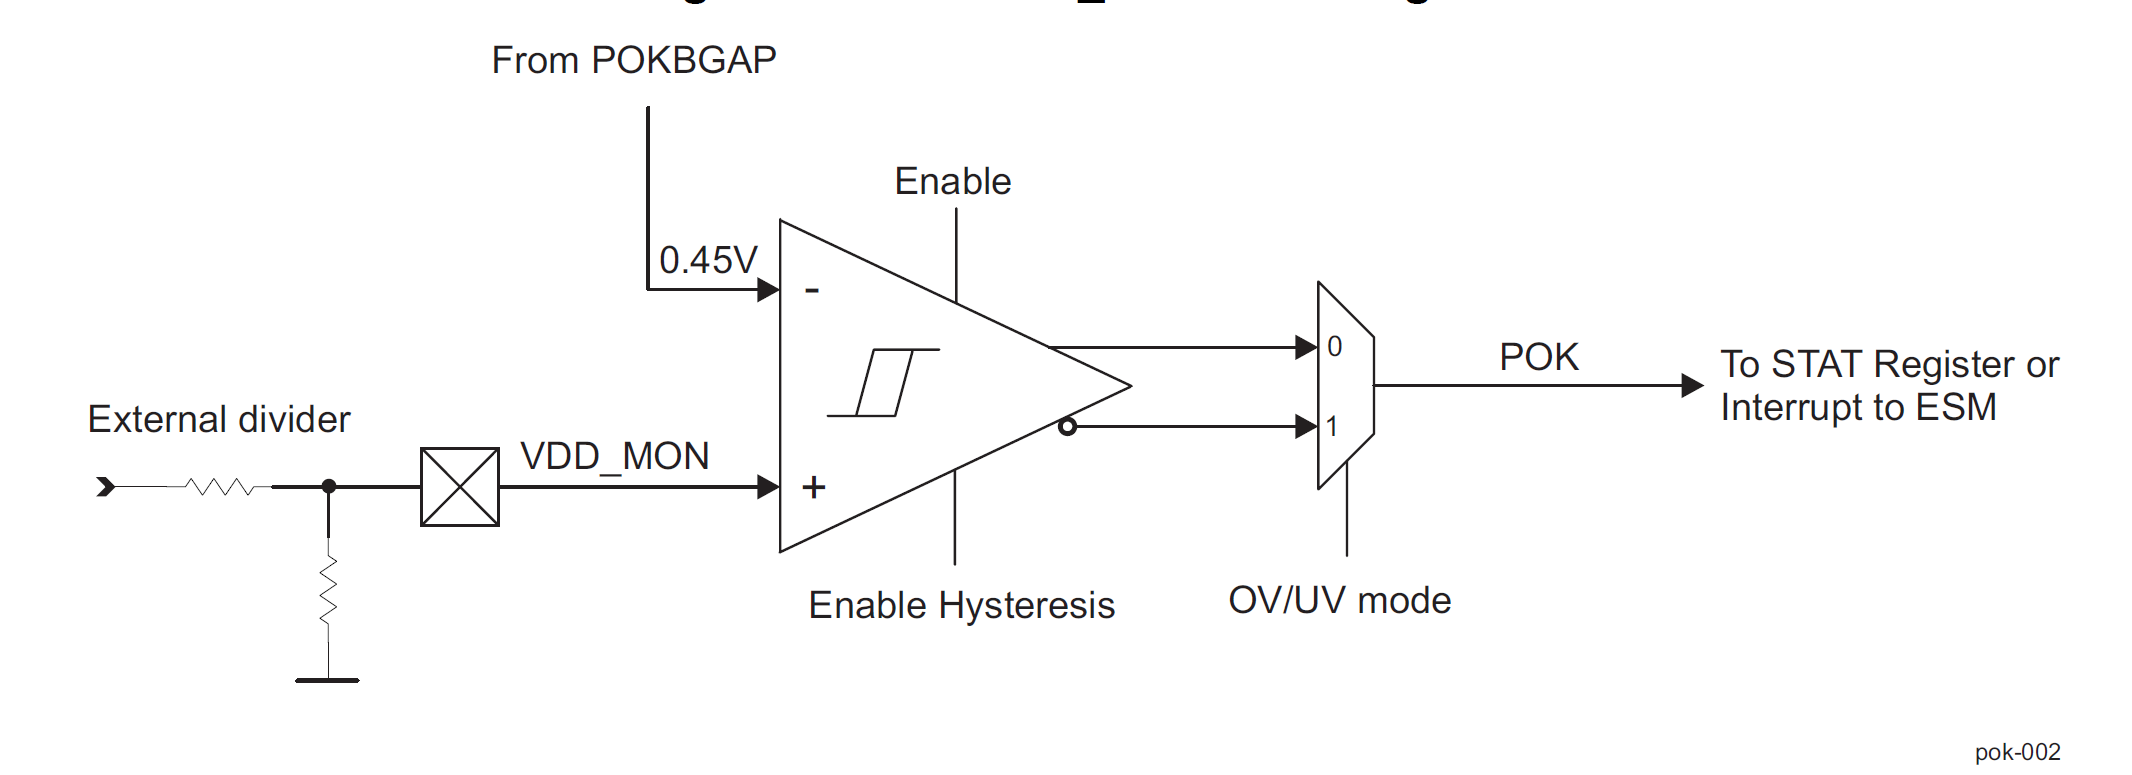 From POKBGAP
Enable
0.45V
-
0
POK
To STAT Register or
Interrupt to ESM
External divider
VDD_MON
+
1
Enable Hysteresis
OV/UV mode
pok-002